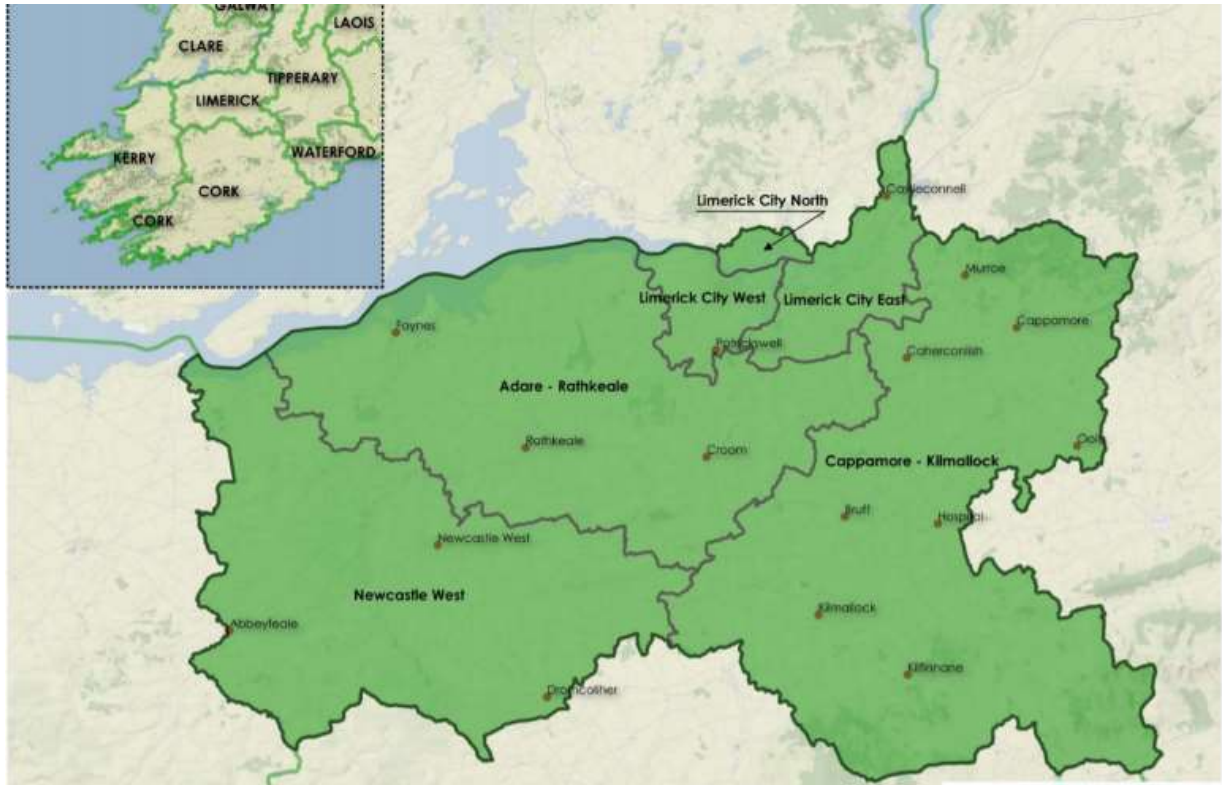 GALWAY
LAOIS
CLARE
TIPPERARY
LIMERICK
WATERFORD
KERRY
CORK
CORK
Castleconnell
Limerick City North
Murroe
Limerick City West
Limerick City East
Foynes
Cappamore
Patrickswell
Caherconlish
Adare - Rathkeale
Rathkeale
Croom
Oola
Cappamore - Kilmallock
Bruff
Hospital
Newcastle West
Newcastle West
Kilmallock
Abbeyfeale
Kilfinnane
Dromcolliher